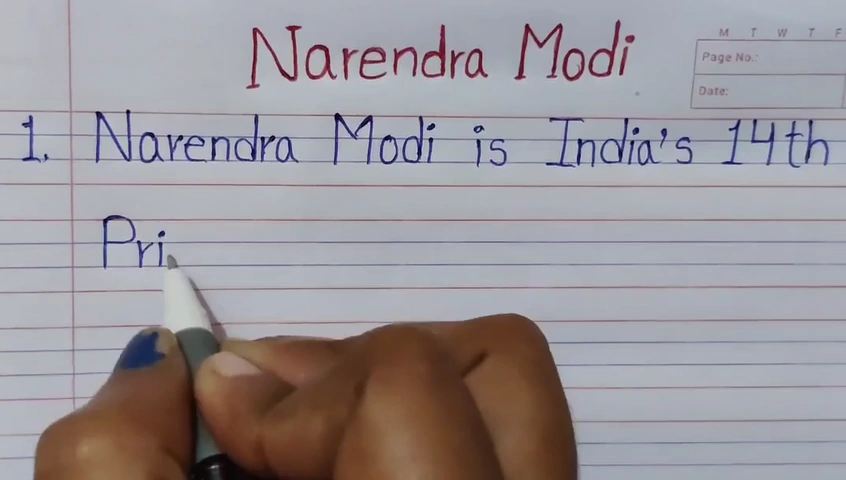 M T W T F
Narendra Modi
Page No.:
Date:
1. Narendra Modi is India's 14th
Pri